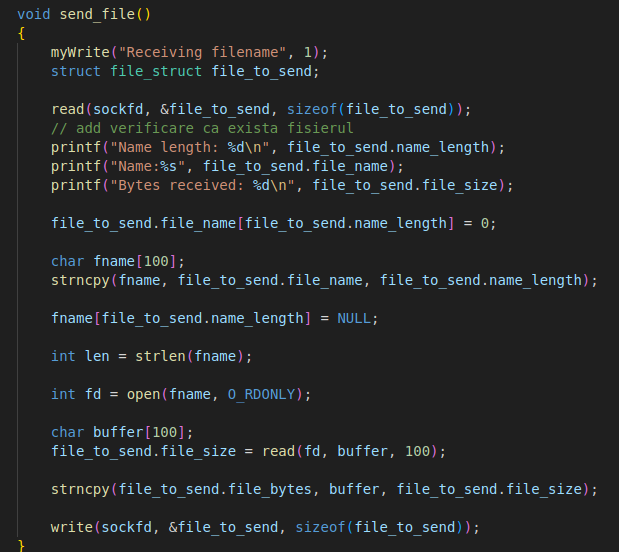 void send_file()
{
    myWrite("Receiving filename", 1);
    struct file_struct file_to_send;

    read(sockfd, &file_to_send, sizeof(file_to_send));
    // add verificare ca exista fisierul
    printf("Name length: %d\n", file_to_send.name_length);
    printf("Name:%s", file_to_send.file_name);
    printf("Bytes received: %d\n", file_to_send.file_size);

    file_to_send.file_name[file_to_send.name_length] = 0;

    char fname[100];
    strncpy(fname, file_to_send.file_name, file_to_send.name_length);

    fname[file_to_send.name_length] = NULL;

    int len = strlen(fname);

    int fd = open(fname, O_RDONLY);

    char buffer[100];
    file_to_send.file_size = read(fd, buffer, 100);

    strncpy(file_to_send.file_bytes, buffer, file_to_send.file_size);

    write(sockfd, &file_to_send, sizeof(file_to_send));
}